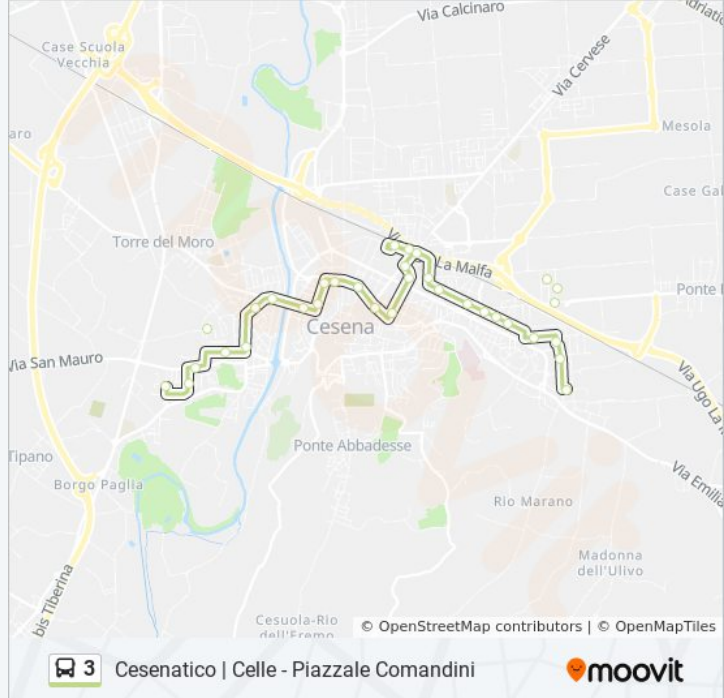 Via Calcinaro
Case Scuola
Vecchia
Via Cervese
Mesola
Case Gal
Torre del Moro
La Malfa
Ponte
Cesena
Via San Mauro
Via Ugo La
Ponte Abbadesse
Tipano
Borgo Paglia
Via Emilia
Rio Marano
Madonna
dell'Ulivo
bis Tiberina
Cesuola-Rio
dell'Eremo
© OpenStreetMap contributors | © OpenMapTiles
3 Cesenatico | Celle - Piazzale Comandini
moovit